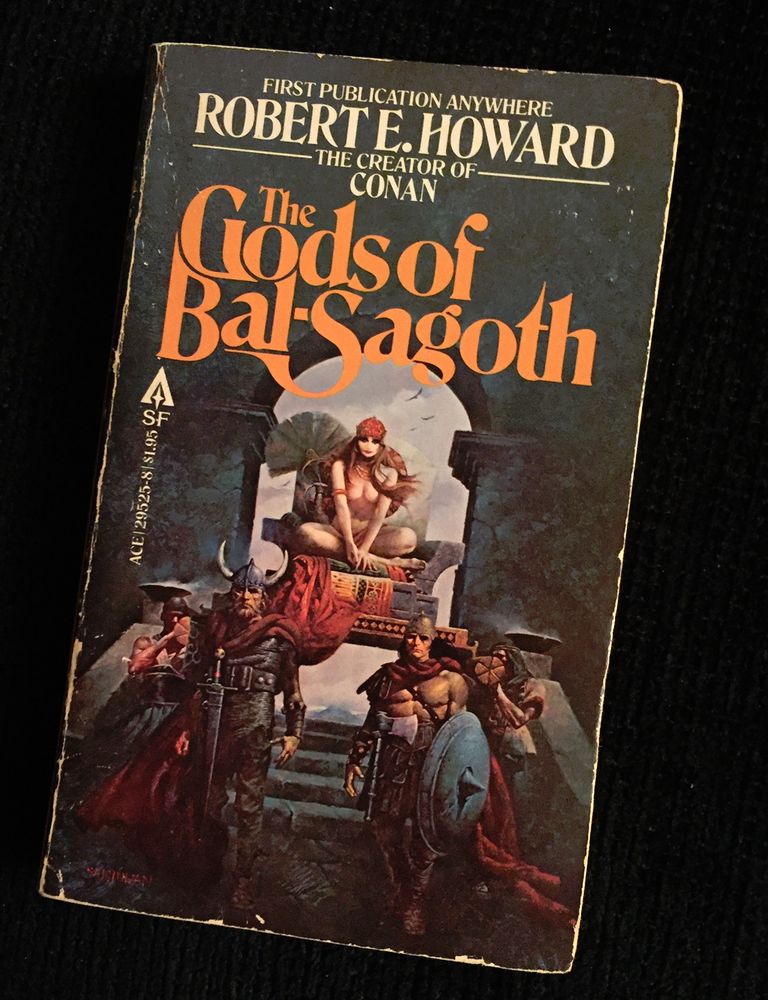 FIRST PUBLICATION ANYWHERE
ROBERT E. HOWARD
THE CREATOR OF
CONAN
The
Gods of
Bal-Sagoth
SF
ACE/29525-8/$1.95
SANJULIAN